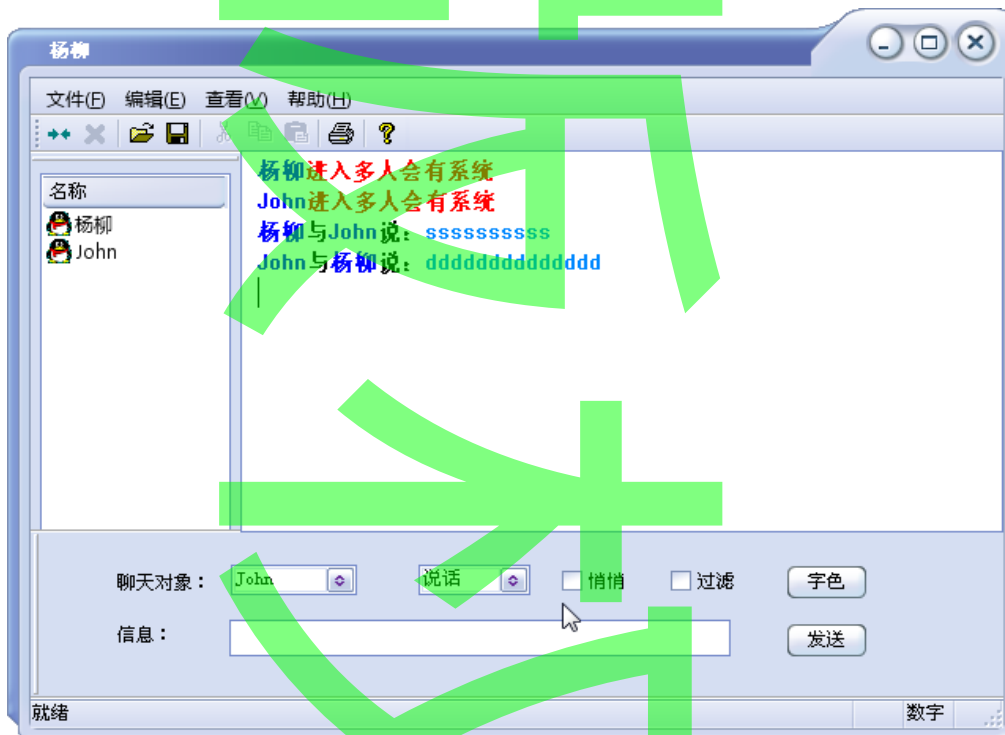 杨柳
文件(F) 编辑(E) 查看(V) 帮助(H)
名称
杨柳
John
杨柳进入多人会有系统
John进入多人会有系统
杨柳与John说：ssssssssss
John与杨柳说：dddddddddddddd
聊天对象： John 说话 悄悄 过滤 字色
信息： 发送
就绪 数字